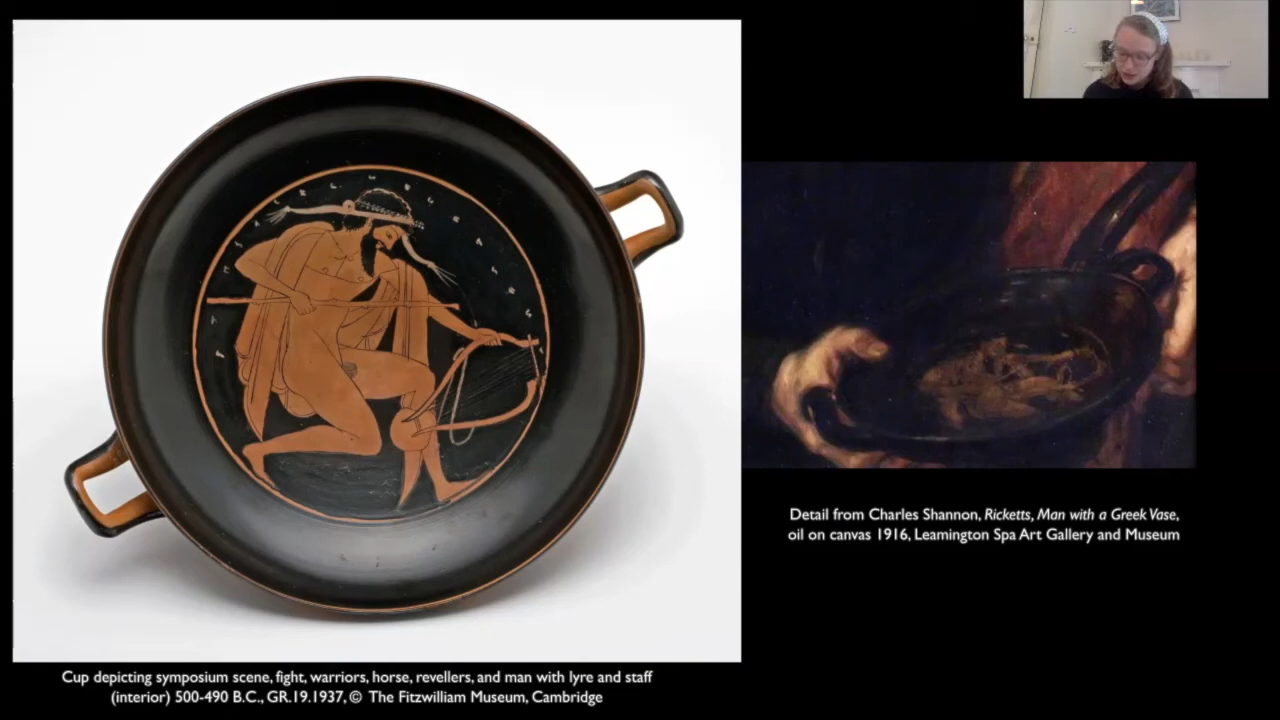 Detail from Charles Shannon, Ricketts, Man with a Greek Vase,
oil on canvas 1916, Leamington Spa Art Gallery and Museum
Cup depicting symposium scene, fight, warriors, horse, revellers, and man with lyre and staff
(interior) 500-490 B.C., GR.19.1937, © The Fitzwilliam Museum, Cambridge